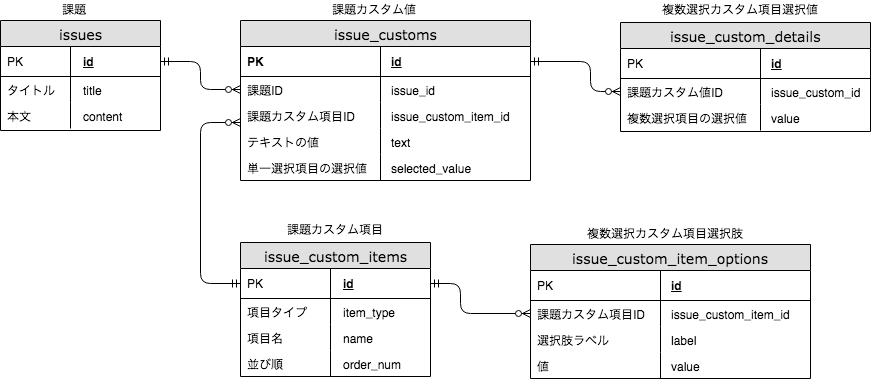 課題
issues
PK id
タイトル title
本文 content
課題カスタム値
issue_customs
PK id
課題ID issue_id
課題カスタム項目ID issue_custom_item_id
テキストの値 text
単一選択項目の選択値 selected_value
複数選択カスタム項目選択値
issue_custom_details
PK id
課題カスタム値ID issue_custom_id
複数選択項目の選択値 value
課題カスタム項目
issue_custom_items
PK id
項目タイプ item_type
項目名 name
並び順 order_num
複数選択カスタム項目選択肢
issue_custom_item_options
PK id
課題カスタム項目ID issue_custom_item_id
選択肢ラベル label
値 value